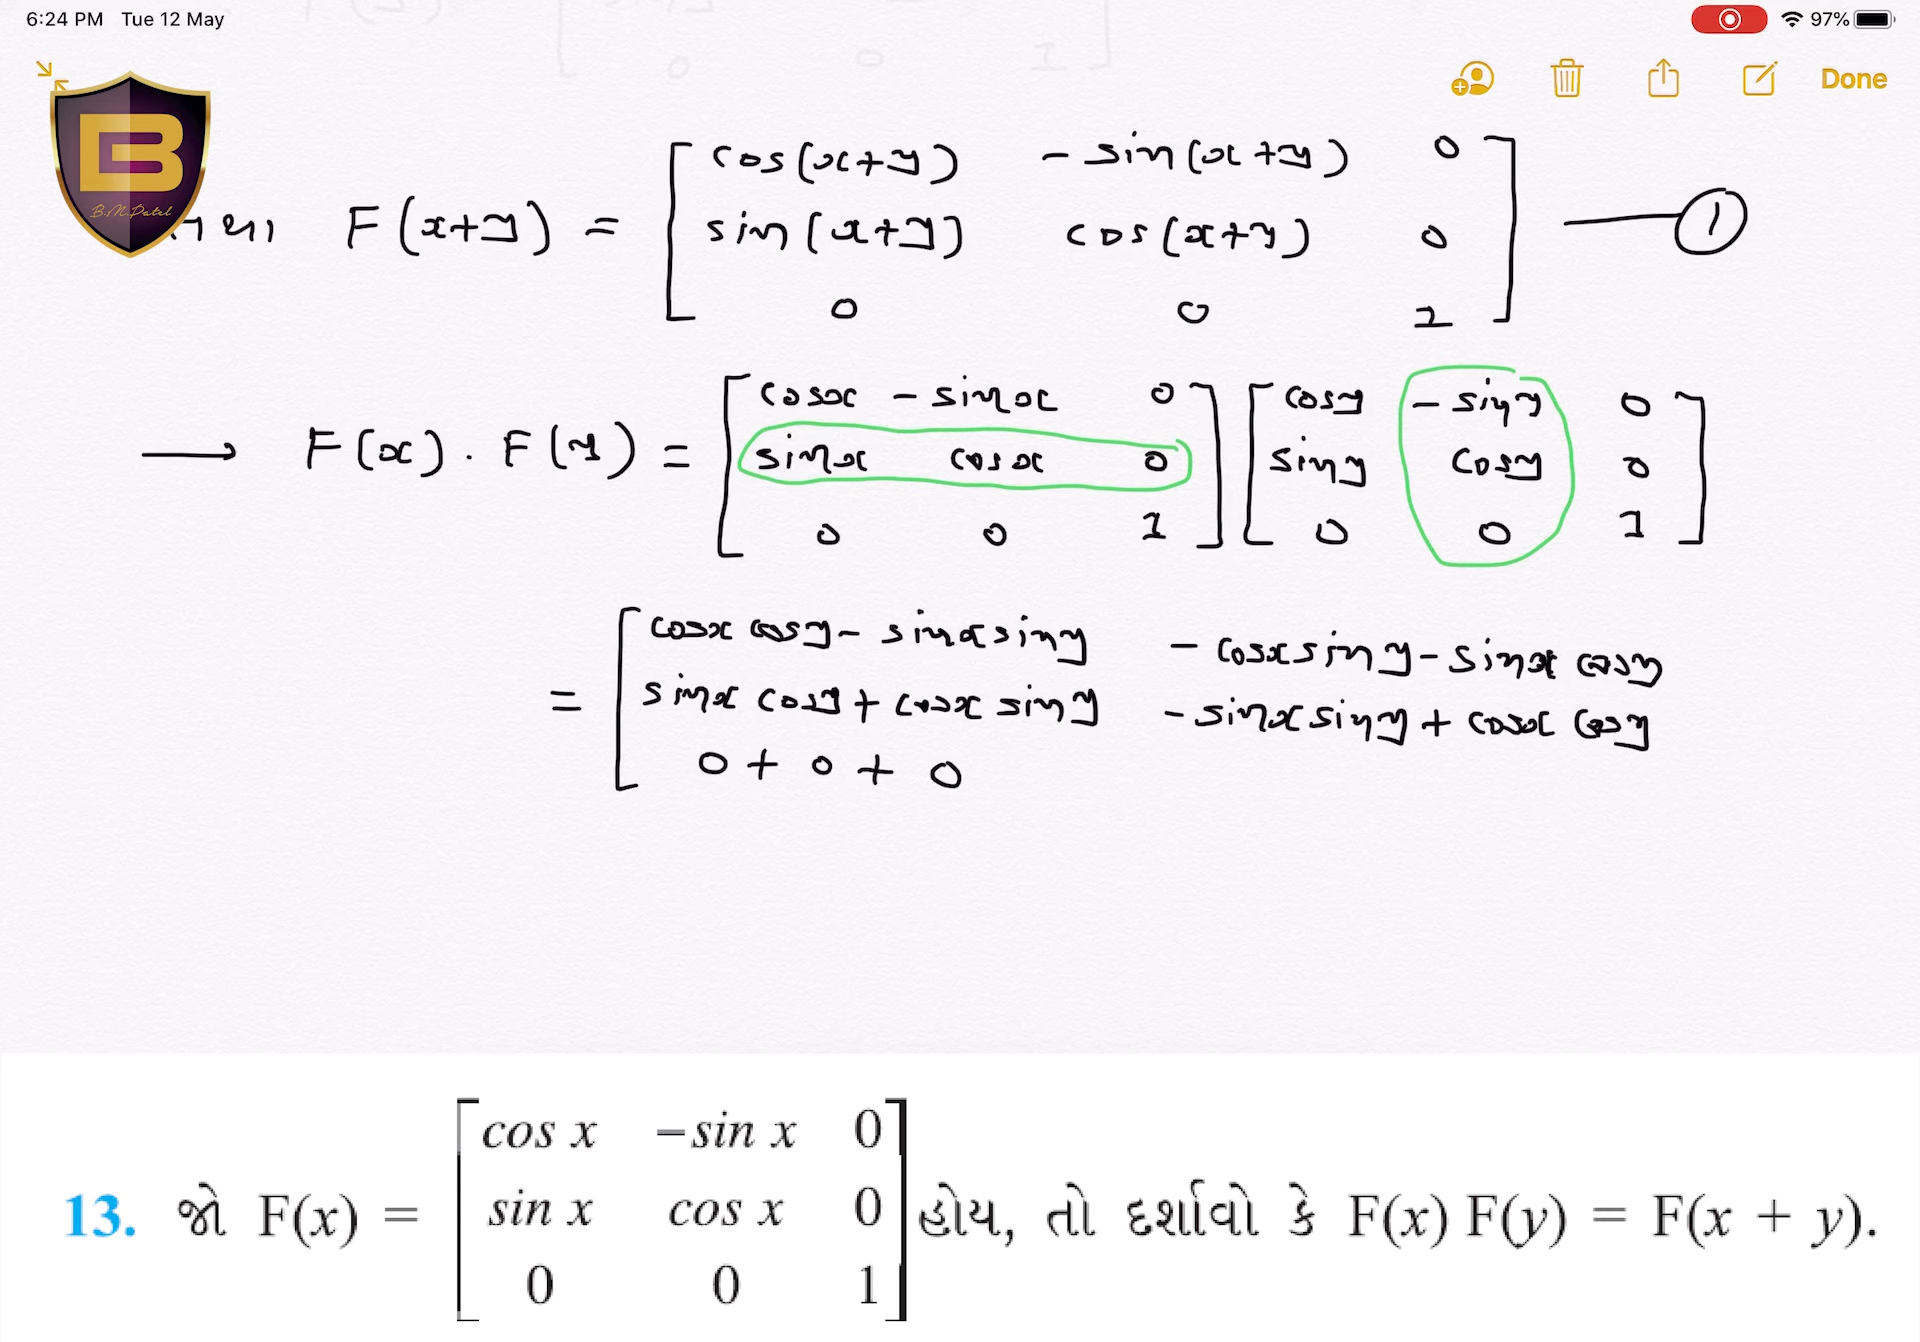 6:24 PM Tue 12 May 97%
Done
B.M.Patel
F(x+y) = [ cos(x+y) -sin(x+y) 0
sin(x+y) cos(x+y) 0
0 0 1 ] — ①
→ F(x) . F(y) = [ cosx -sinx 0 ] [ cosy -siny 0
sinx cosx 0 siny cosy 0
0 0 1 ] 0 0 1 ]
= [ cosx cosy - sinx siny -cosx siny - sinx cosy
sinx cosy + cosx siny -sinx siny + cosx cosy
0 + 0 + 0
13. જો F(x) = [ cos x −sin x 0
sin x cos x 0
0 0 1 ] હોય, તો દર્શાવો કે F(x) F(y) = F(x + y).